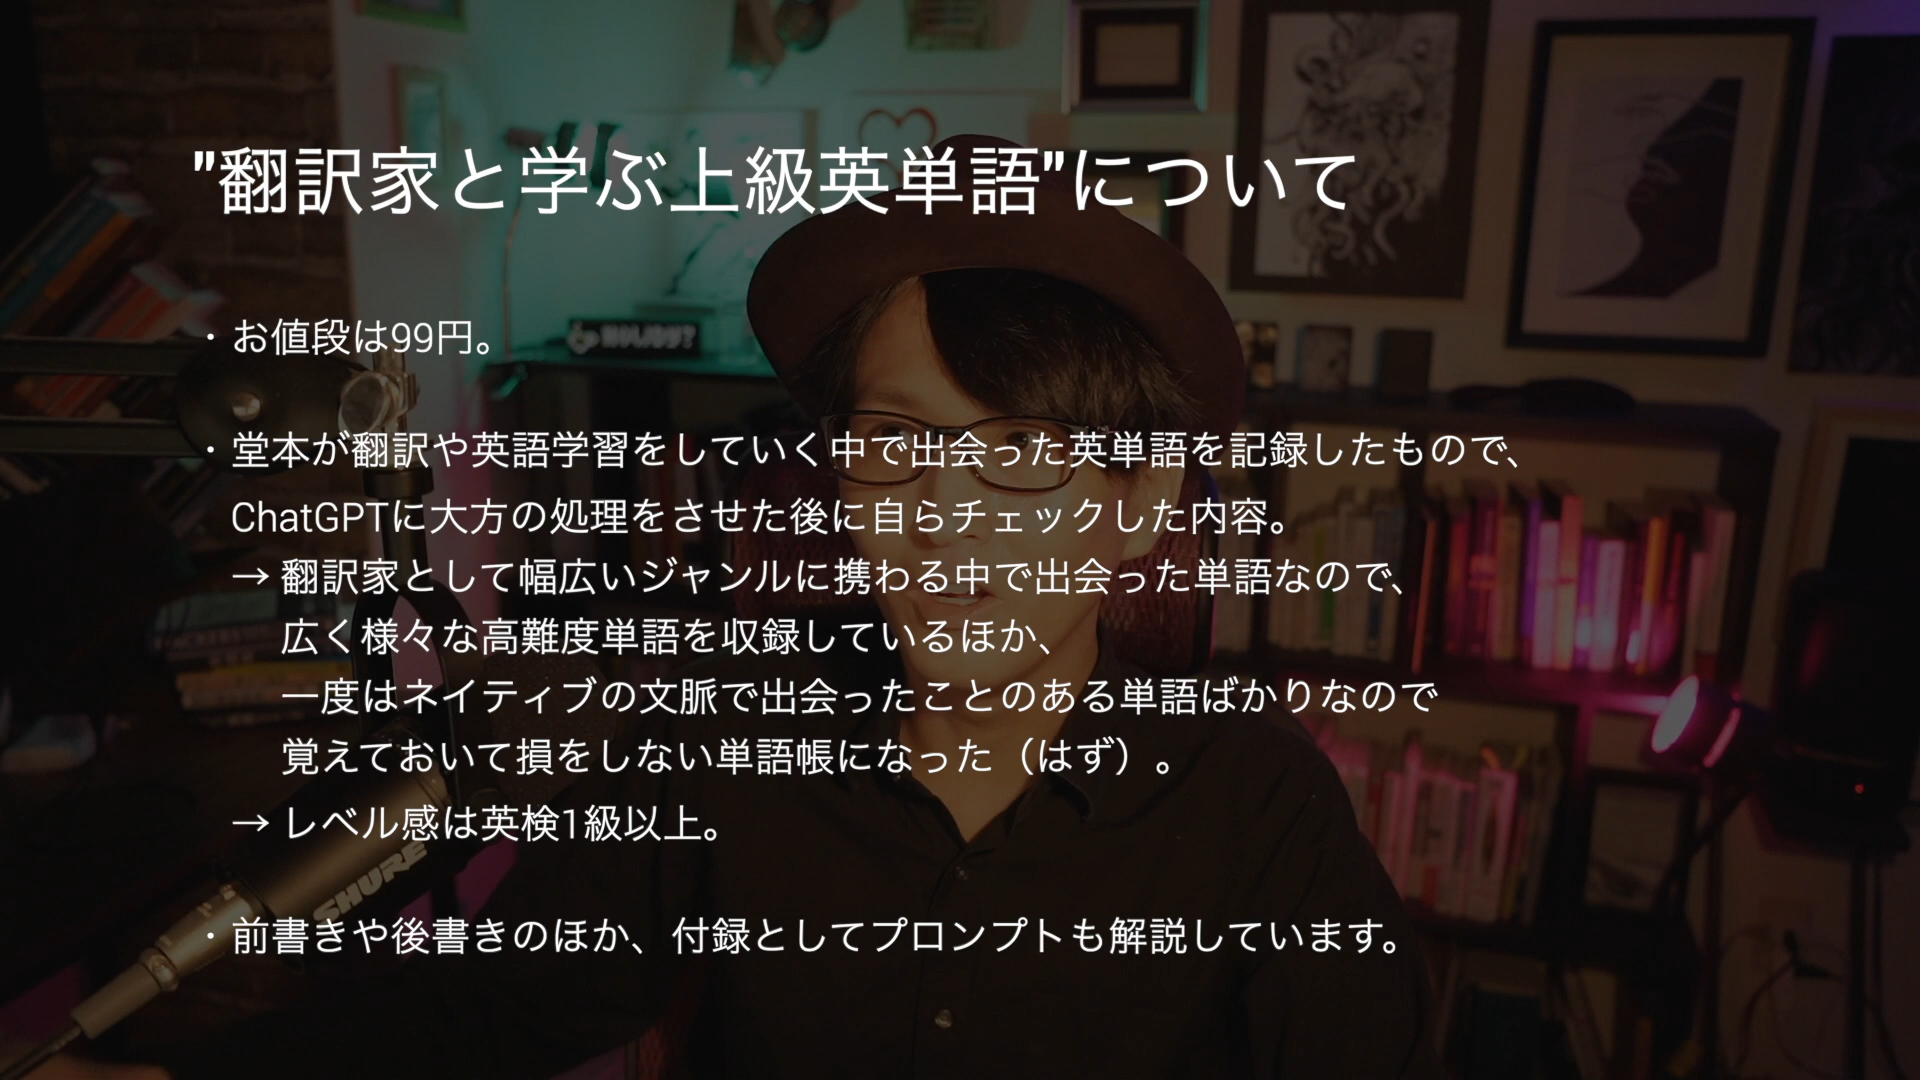 "翻訳家と学ぶ上級英単語"について
・お値段は99円。
・堂本が翻訳や英語学習をしていく中で出会った英単語を記録したもので、
ChatGPTに大方の処理をさせた後に自らチェックした内容。
→ 翻訳家として幅広いジャンルに携わる中で出会った単語なので、
広く様々な高難度単語を収録しているほか、
一度はネイティブの文脈で出会ったことのある単語ばかりなので
覚えておいて損をしない単語帳になった（はず）。
→ レベル感は英検1級以上。
SHURE
・前書きや後書きのほか、付録としてプロンプトも解説しています。